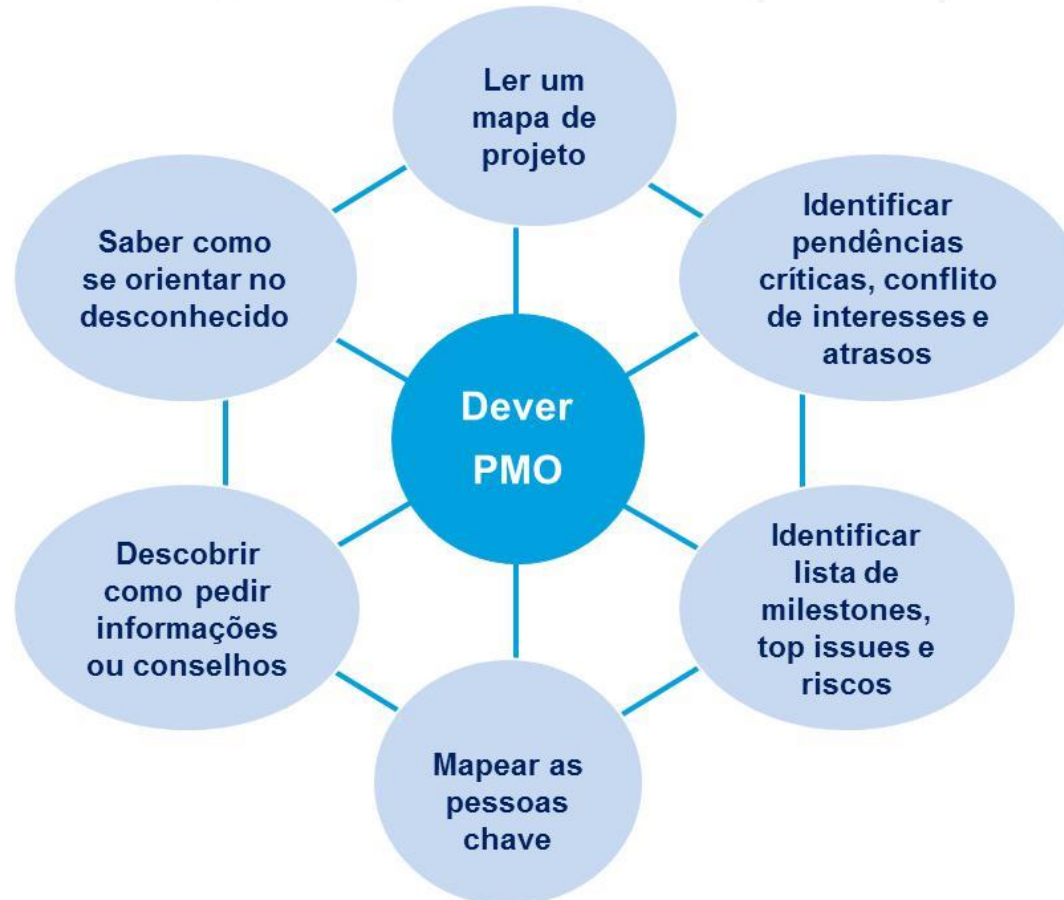 Ler um
mapa de
projeto
Identificar
pendências
críticas, conflito
de interesses e
atrasos
Identificar
lista de
milestones,
top issues e
riscos
Mapear as
pessoas
chave
Descobrir
como pedir
informações
ou conselhos
Saber como
se orientar no
desconhecido
Dever
PMO